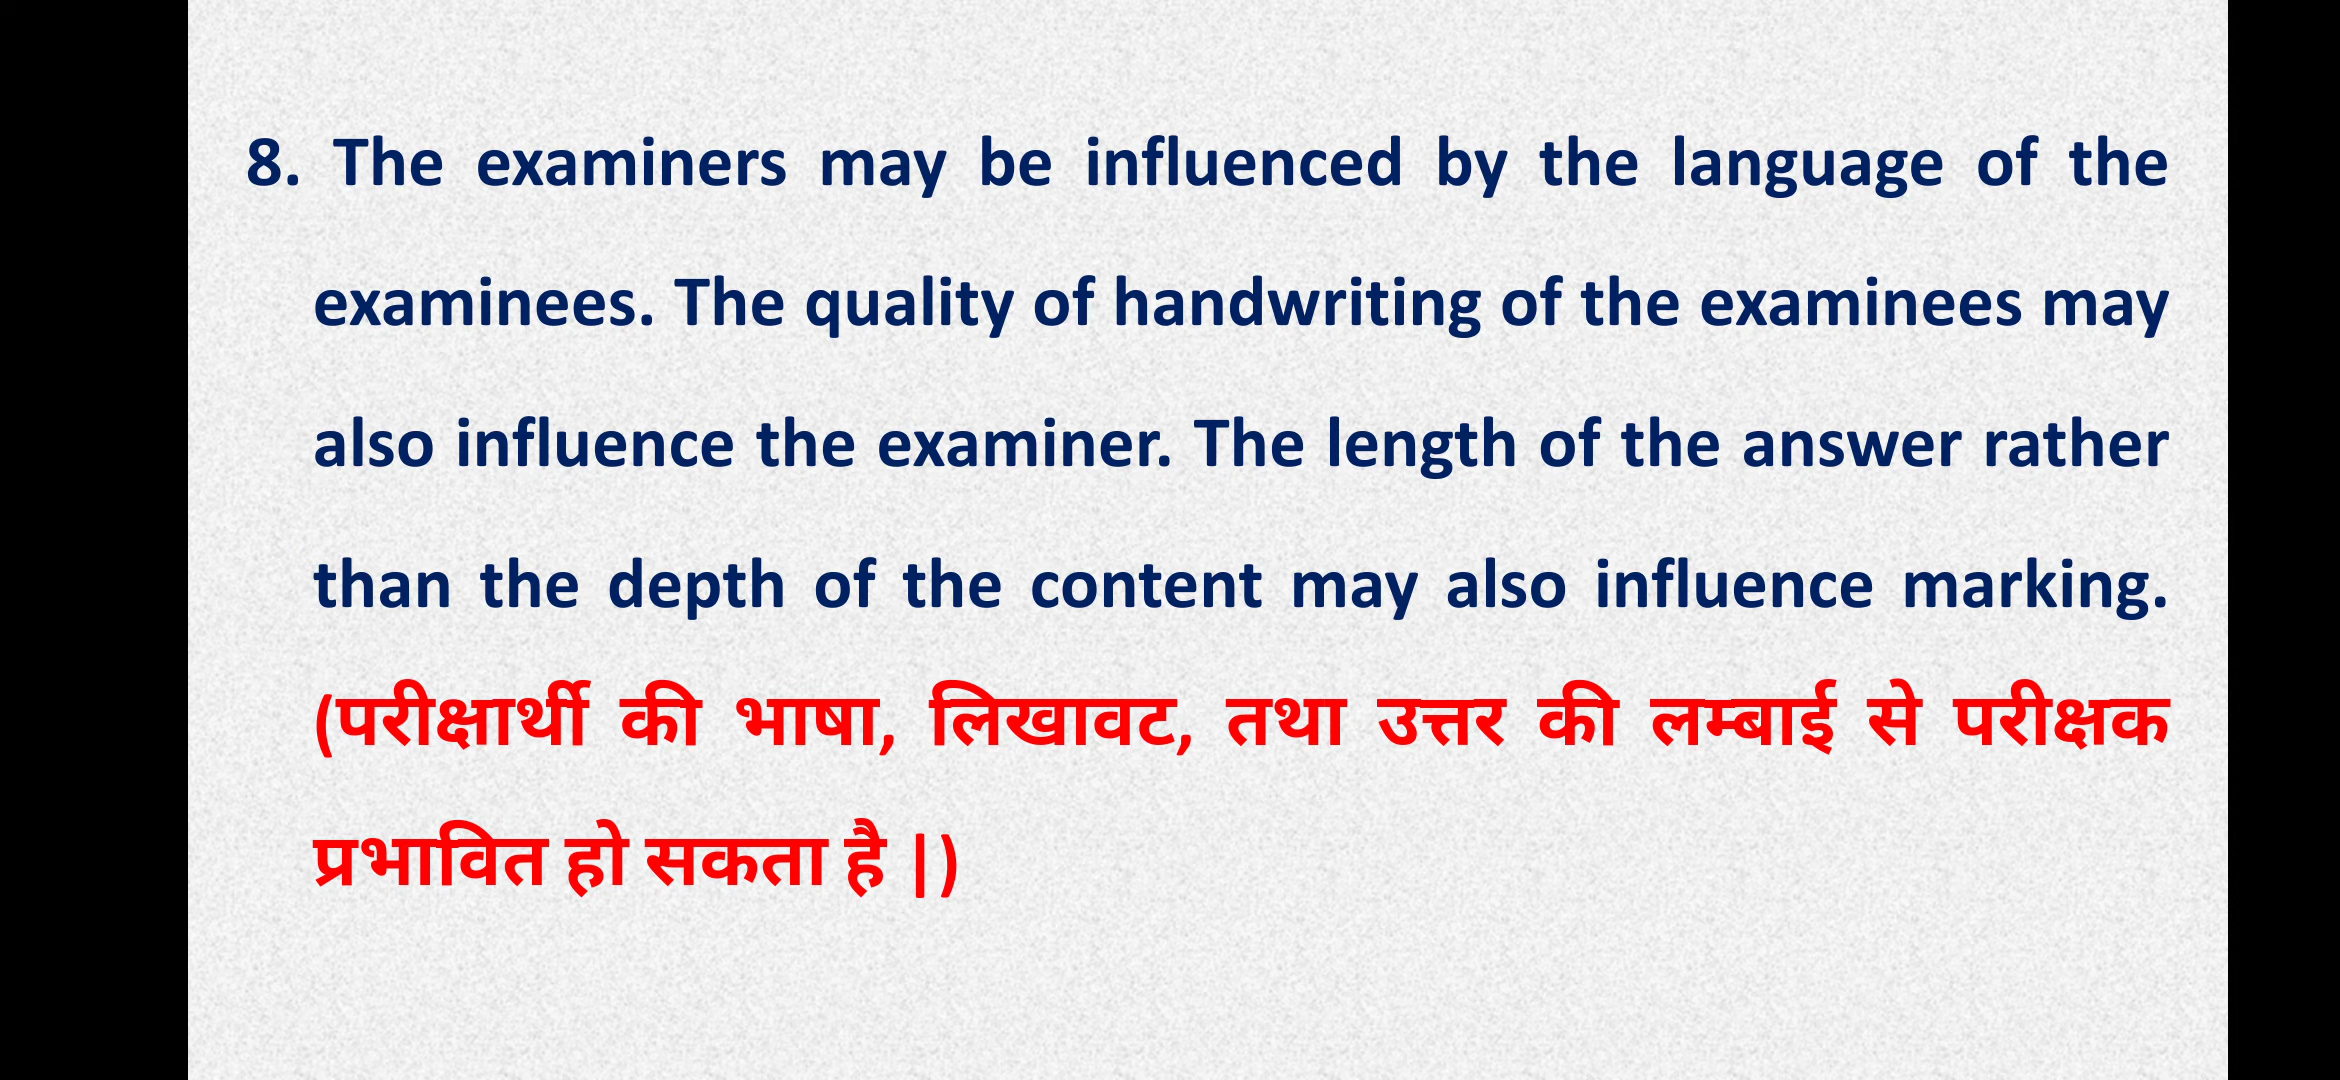 8. The examiners may be influenced by the language of the
examinees. The quality of handwriting of the examinees may
also influence the examiner. The length of the answer rather
than the depth of the content may also influence marking.
(परीक्षार्थी की भाषा, लिखावट, तथा उत्तर की लम्बाई से परीक्षक
प्रभावित हो सकता है |)